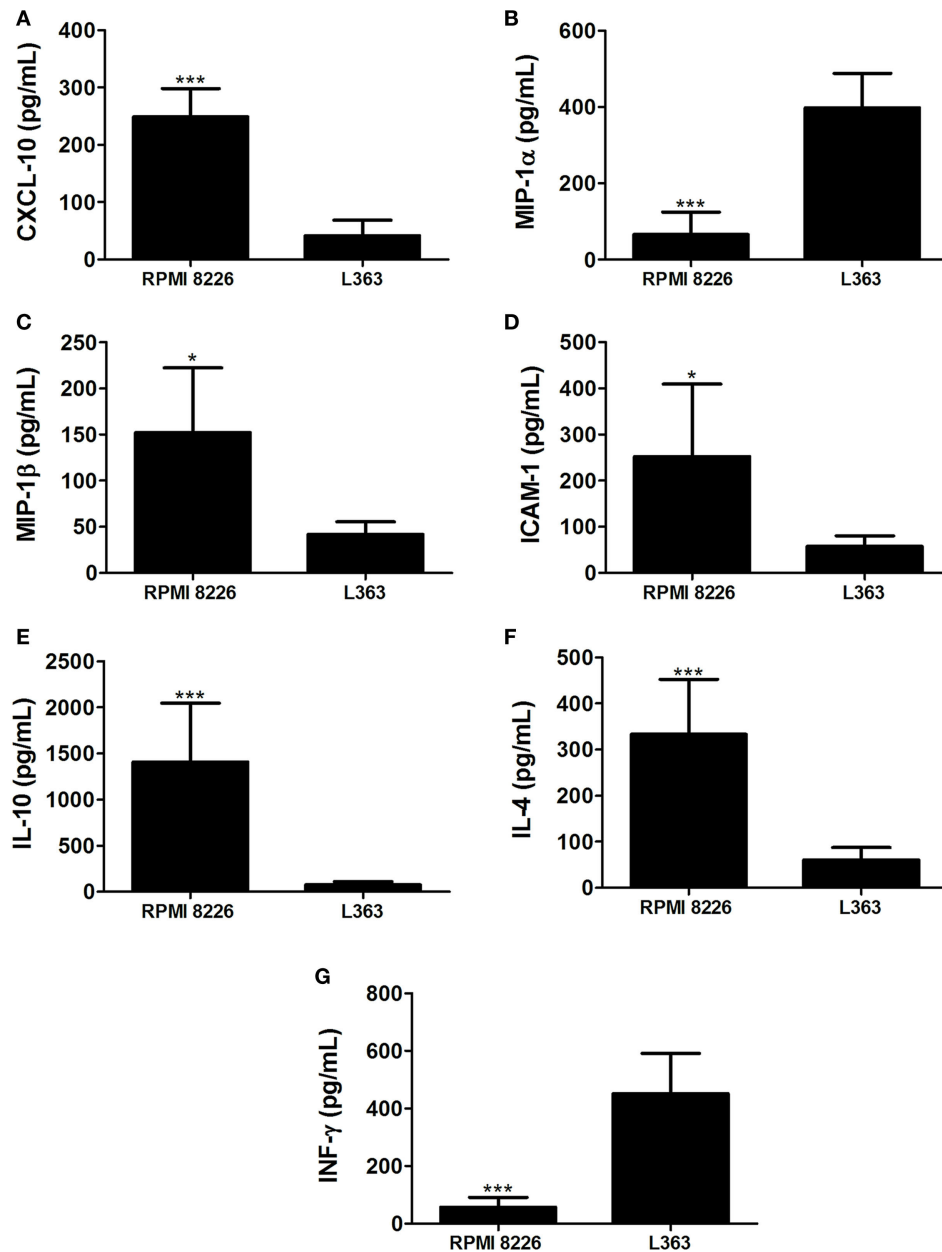 A
CXCL-10 (pg/mL)
400
300
200
100
0
***
RPMI 8226 L363
B
MIP-1α (pg/mL)
600
400
200
0
***
RPMI 8226 L363
C
MIP-1β (pg/mL)
250
200
150
100
50
0
*
RPMI 8226 L363
D
ICAM-1 (pg/mL)
500
400
300
200
100
0
*
RPMI 8226 L363
E
IL-10 (pg/mL)
2500
2000
1500
1000
500
0
***
RPMI 8226 L363
F
IL-4 (pg/mL)
500
400
300
200
100
0
***
RPMI 8226 L363
G
INF-γ (pg/mL)
800
600
400
200
0
***
RPMI 8226 L363